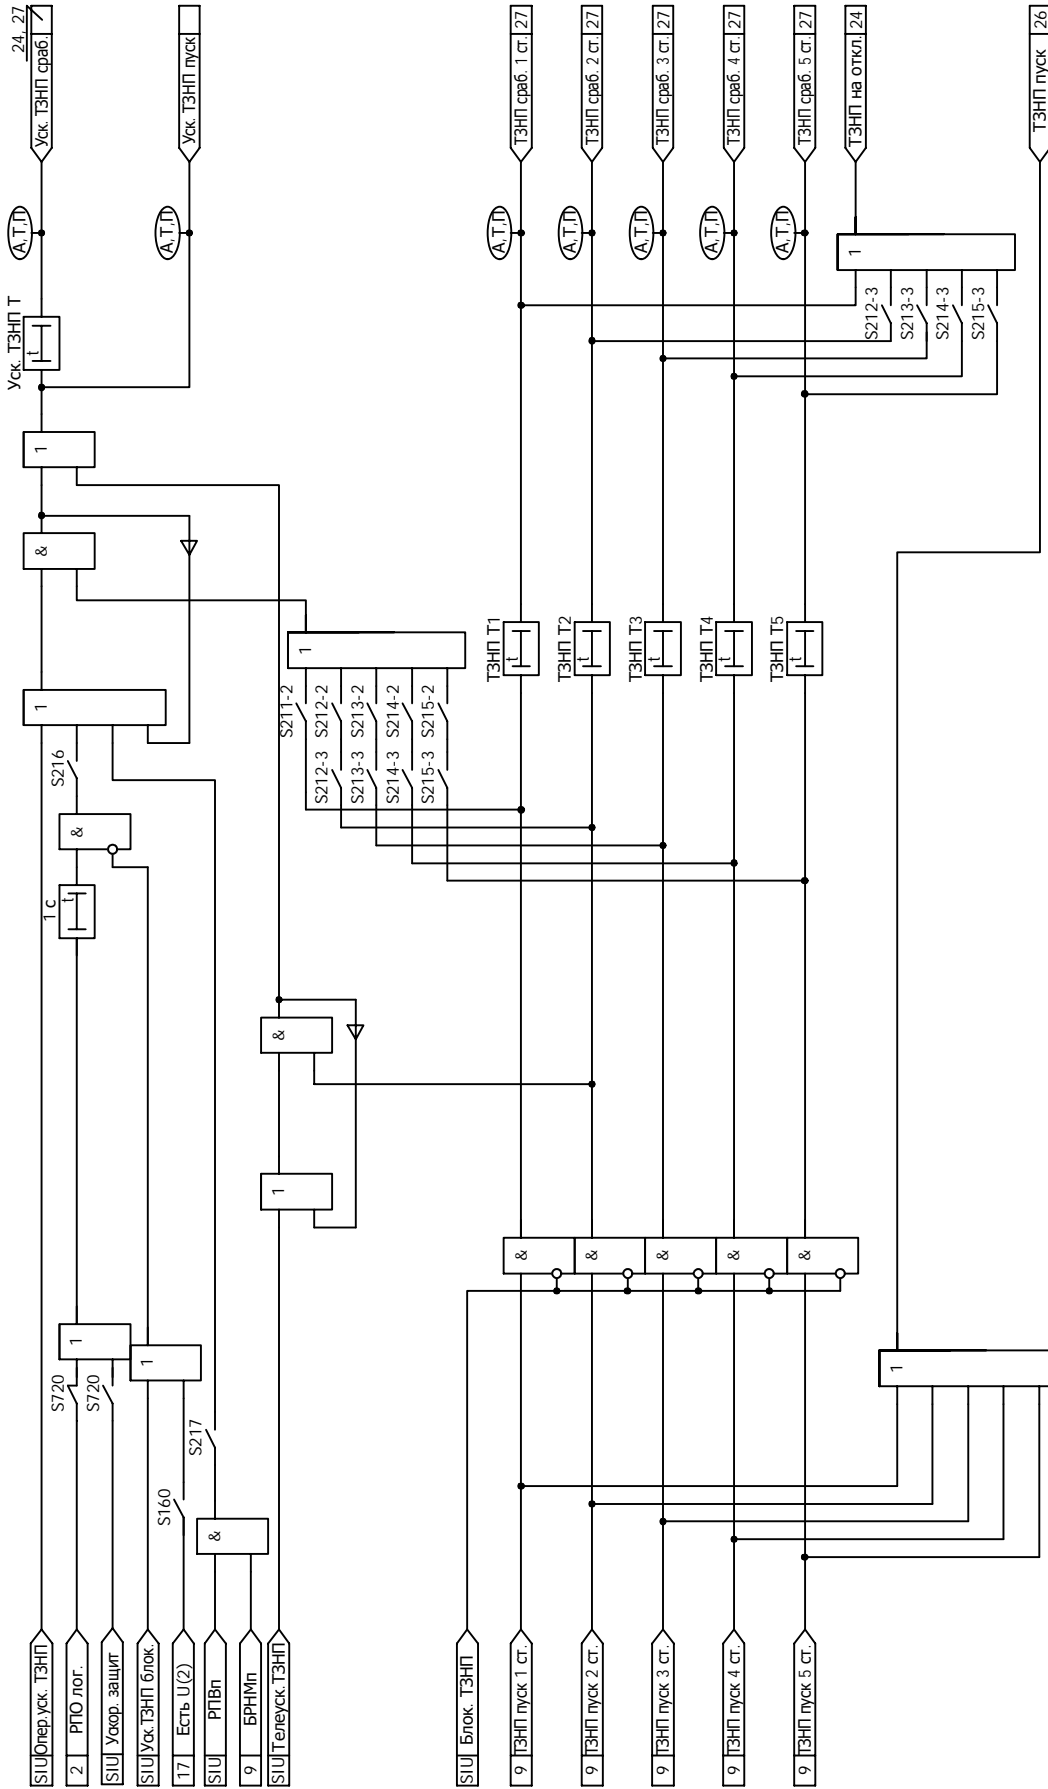 SIU Опер.уск. ТЗНП
2 РПО лог.
SIU Ускор. защит
SIU Уск.ТЗНП блок.
17 Есть U(2)
SIU РПВп
9 БРНМп
SIU Телеуск. ТЗНП
SIU Блок. ТЗНП
9 ТЗНП пуск 1 ст.
9 ТЗНП пуск 2 ст.
9 ТЗНП пуск 3 ст.
9 ТЗНП пуск 4 ст.
9 ТЗНП пуск 5 ст.
S720
S720
S160
S217
1
1
&
1
&
&
&
&
&
&
1
1 с
t
&
S216
1
&
1
S212-3
S213-3
S214-3
S215-3
S211-2
S212-2
S213-2
S214-2
S215-2
1
ТЗНП Т1
t
ТЗНП Т2
t
ТЗНП Т3
t
ТЗНП Т4
t
ТЗНП Т5
t
Уск. ТЗНП Т
t
S212-3
S213-3
S214-3
S215-3
1
А,Т,П
А,Т,П
А,Т,П
А,Т,П
А,Т,П
А,Т,П
А,Т,П
Уск. ТЗНП сраб. 24, 27
Уск. ТЗНП пуск
ТЗНП сраб. 1 ст. 27
ТЗНП сраб. 2 ст. 27
ТЗНП сраб. 3 ст. 27
ТЗНП сраб. 4 ст. 27
ТЗНП сраб. 5 ст. 27
ТЗНП на откл. 24
ТЗНП пуск 26